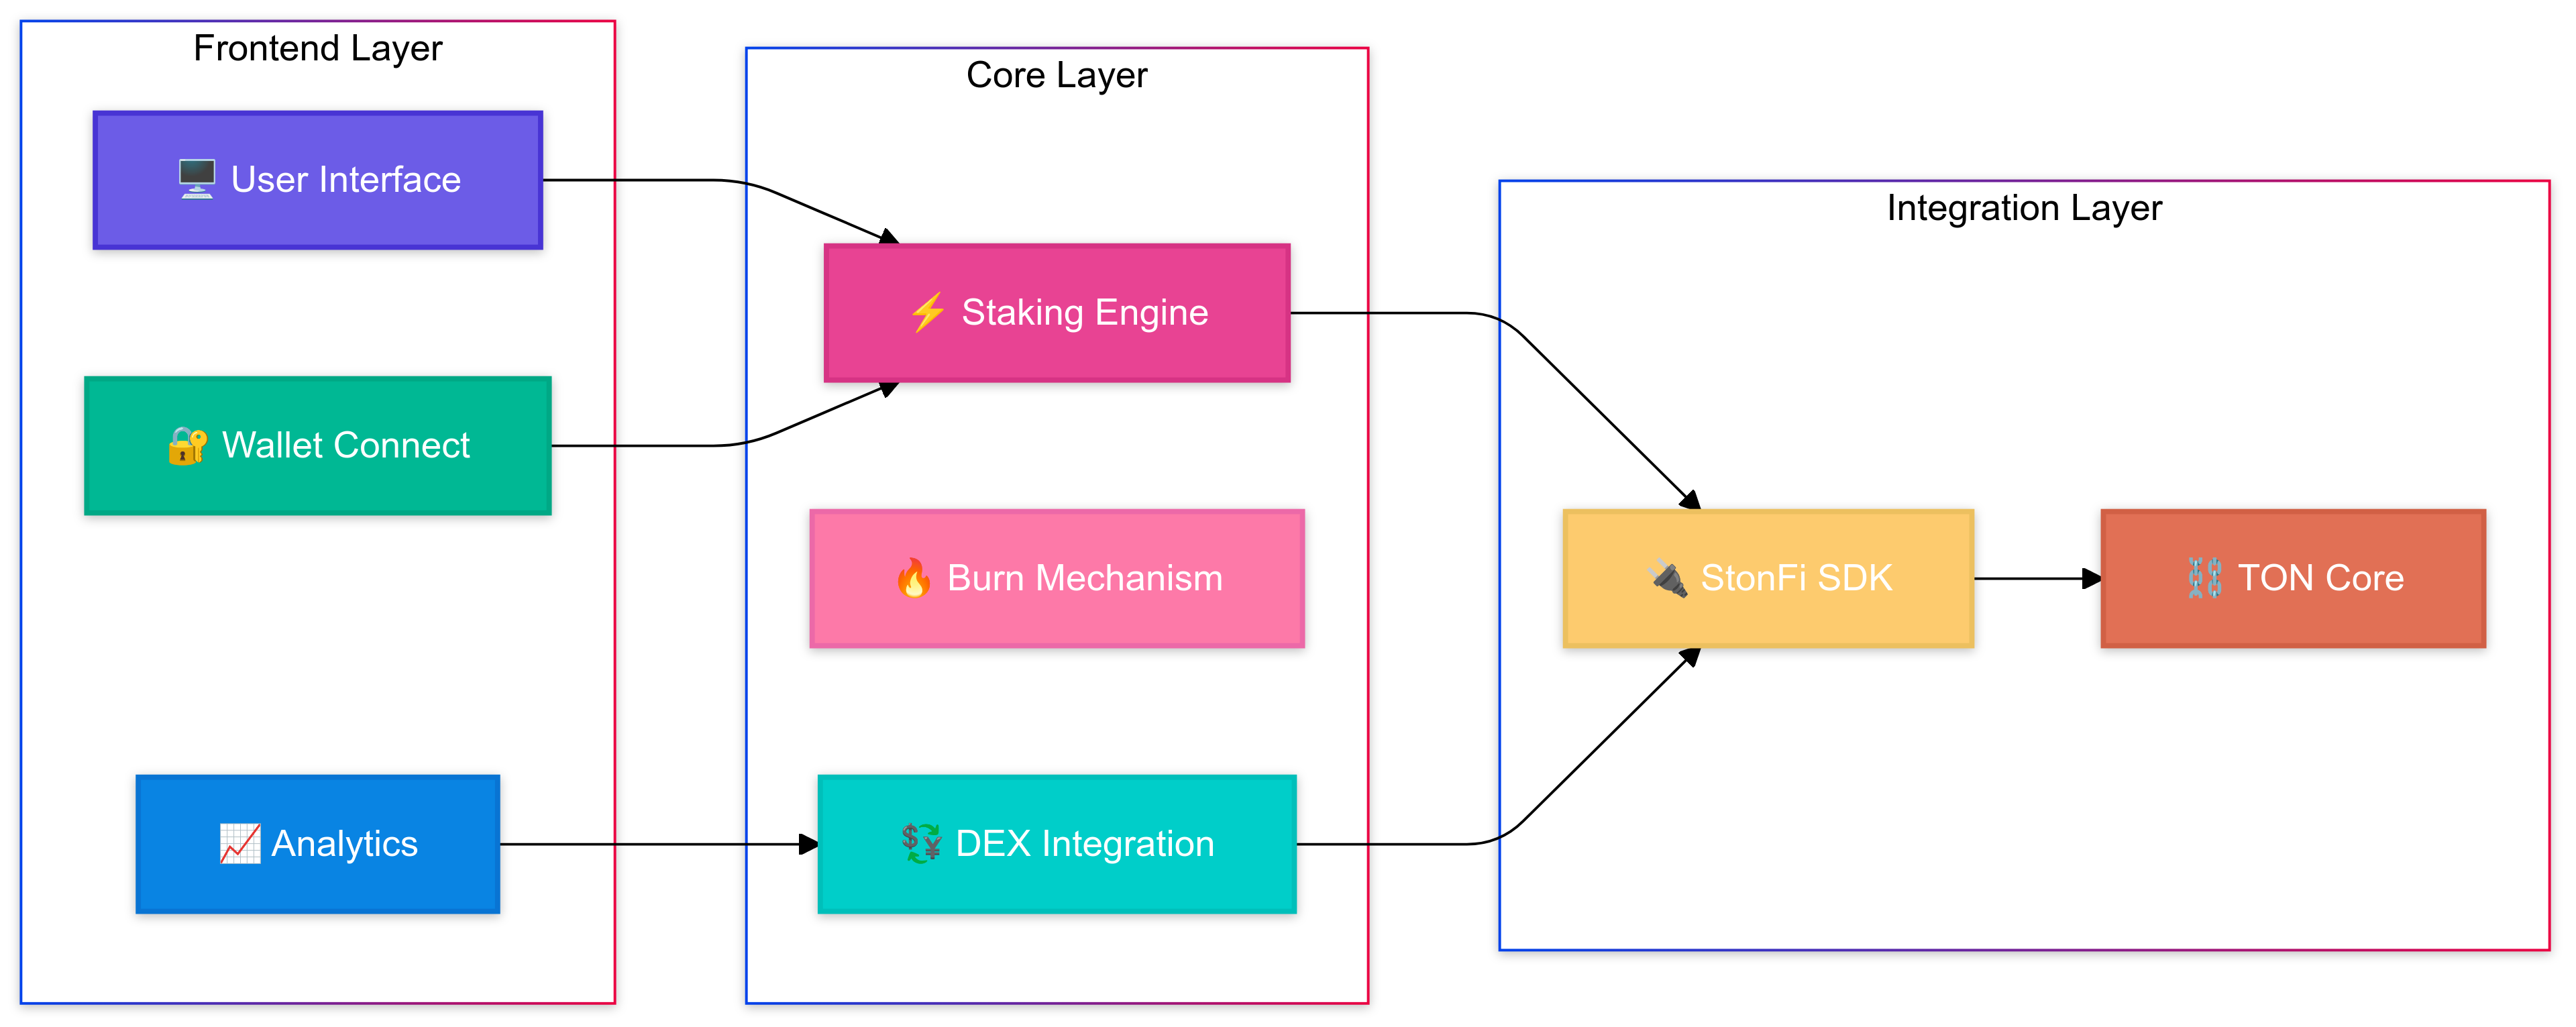 Frontend Layer
🖥️ User Interface
🔐 Wallet Connect
📈 Analytics
Core Layer
⚡ Staking Engine
🔥 Burn Mechanism
💱 DEX Integration
Integration Layer
🔌 StonFi SDK
⛓️ TON Core